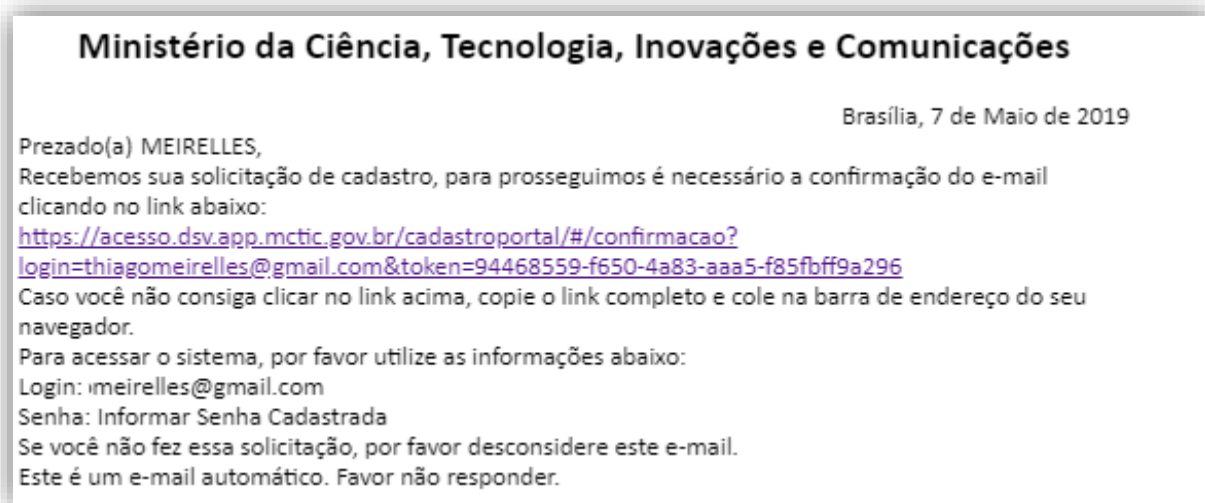 Ministério da Ciência, Tecnologia, Inovações e Comunicações
Brasília, 7 de Maio de 2019
Prezado(a) MEIRELLES,
Recebemos sua solicitação de cadastro, para prosseguimos é necessário a confirmação do e-mail
clicando no link abaixo:
https://acesso.dsv.app.mctic.gov.br/cadastroportal/#/confirmacao?
login=thiagomeirelles@gmail.com&token=94468559-f650-4a83-aaa5-f85fbff9a296
Caso você não consiga clicar no link acima, copie o link completo e cole na barra de endereço do seu
navegador.
Para acessar o sistema, por favor utilize as informações abaixo:
Login: meirelles@gmail.com
Senha: Informar Senha Cadastrada
Se você não fez essa solicitação, por favor desconsidere este e-mail.
Este é um e-mail automático. Favor não responder.